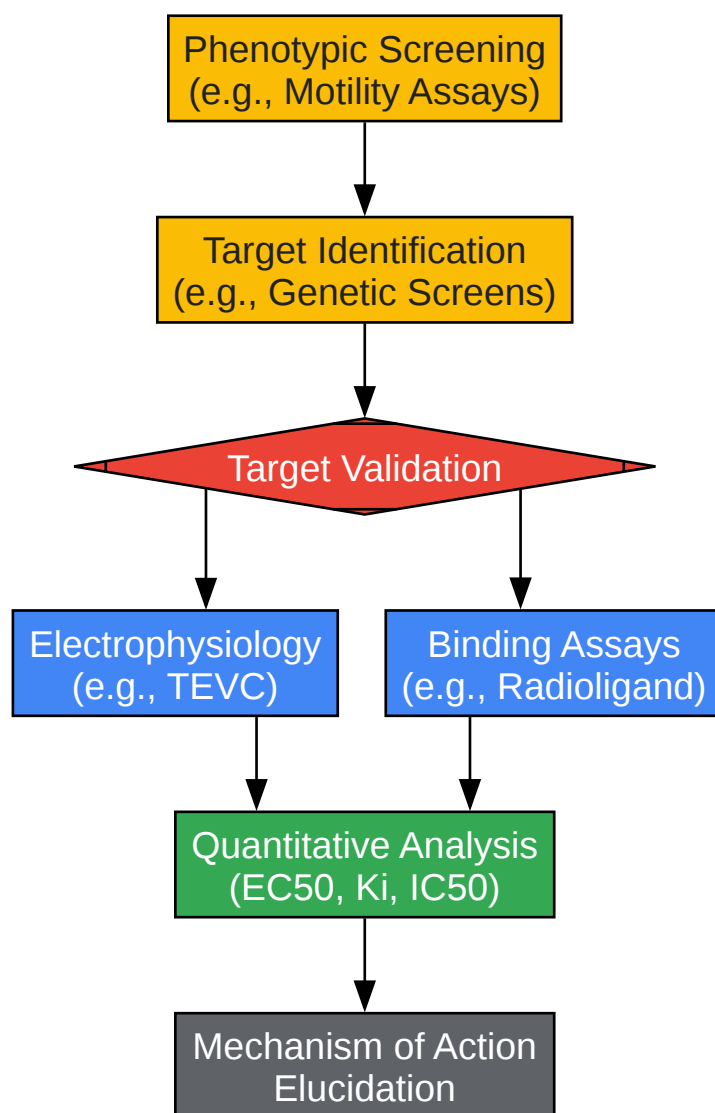 Phenotypic Screening
(e.g., Motility Assays)
Target Identification
(e.g., Genetic Screens)
Target Validation
Electrophysiology
(e.g., TEVC)
Binding Assays
(e.g., Radioligand)
Quantitative Analysis
(EC50, Ki, IC50)
Mechanism of Action
Elucidation